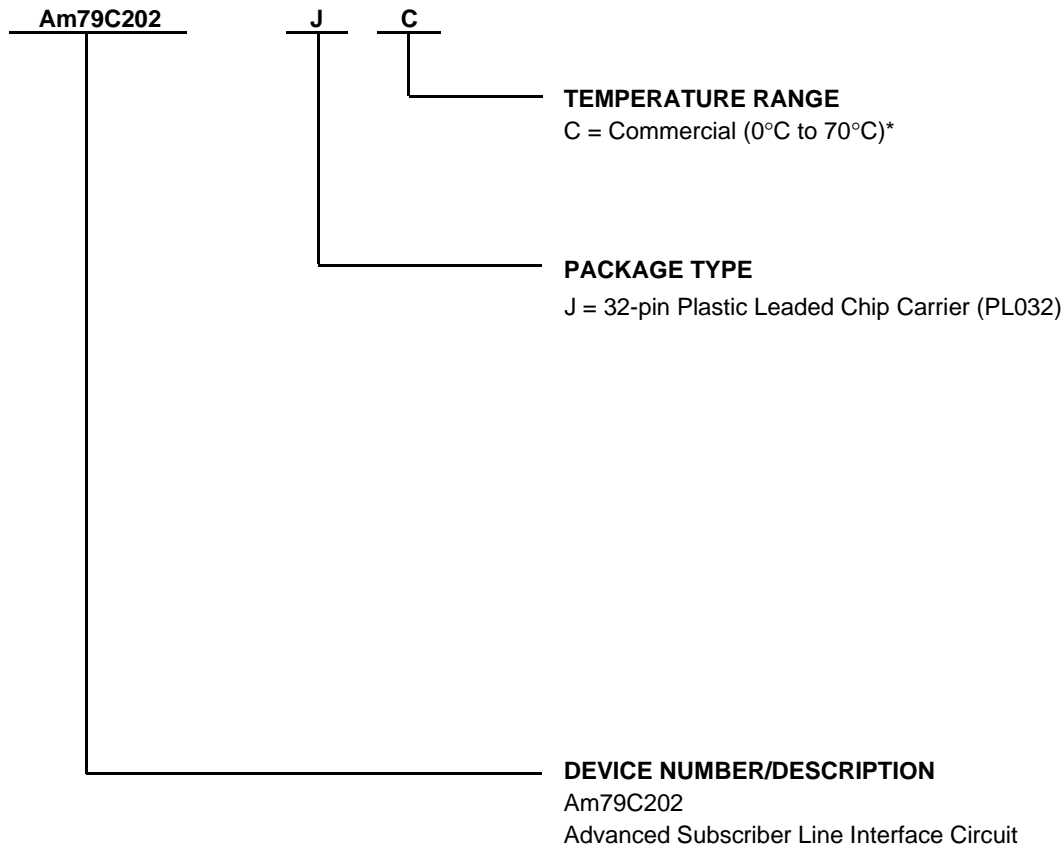 Am79C202 J C
TEMPERATURE RANGE
C = Commercial (0°C to 70°C)*
PACKAGE TYPE
J = 32-pin Plastic Leaded Chip Carrier (PL032)
DEVICE NUMBER/DESCRIPTION
Am79C202
Advanced Subscriber Line Interface Circuit